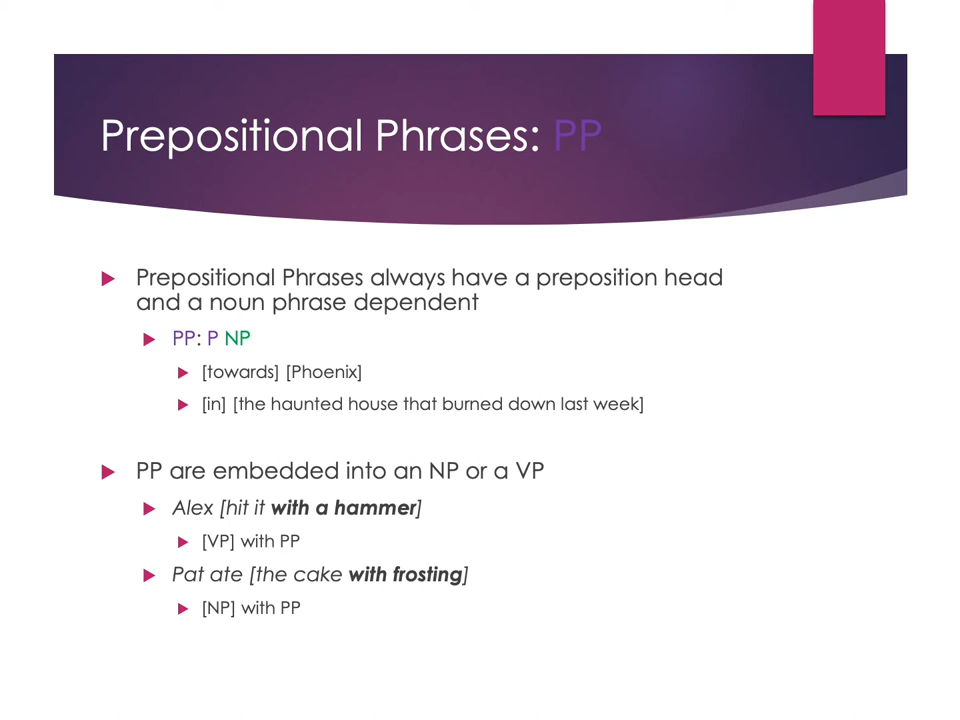 Prepositional Phrases: PP
Prepositional Phrases always have a preposition head
and a noun phrase dependent
PP: P NP
[towards] [Phoenix]
[in] [the haunted house that burned down last week]
PP are embedded into an NP or a VP
Alex [hit it with a hammer]
[VP] with PP
Pat ate [the cake with frosting]
[NP] with PP